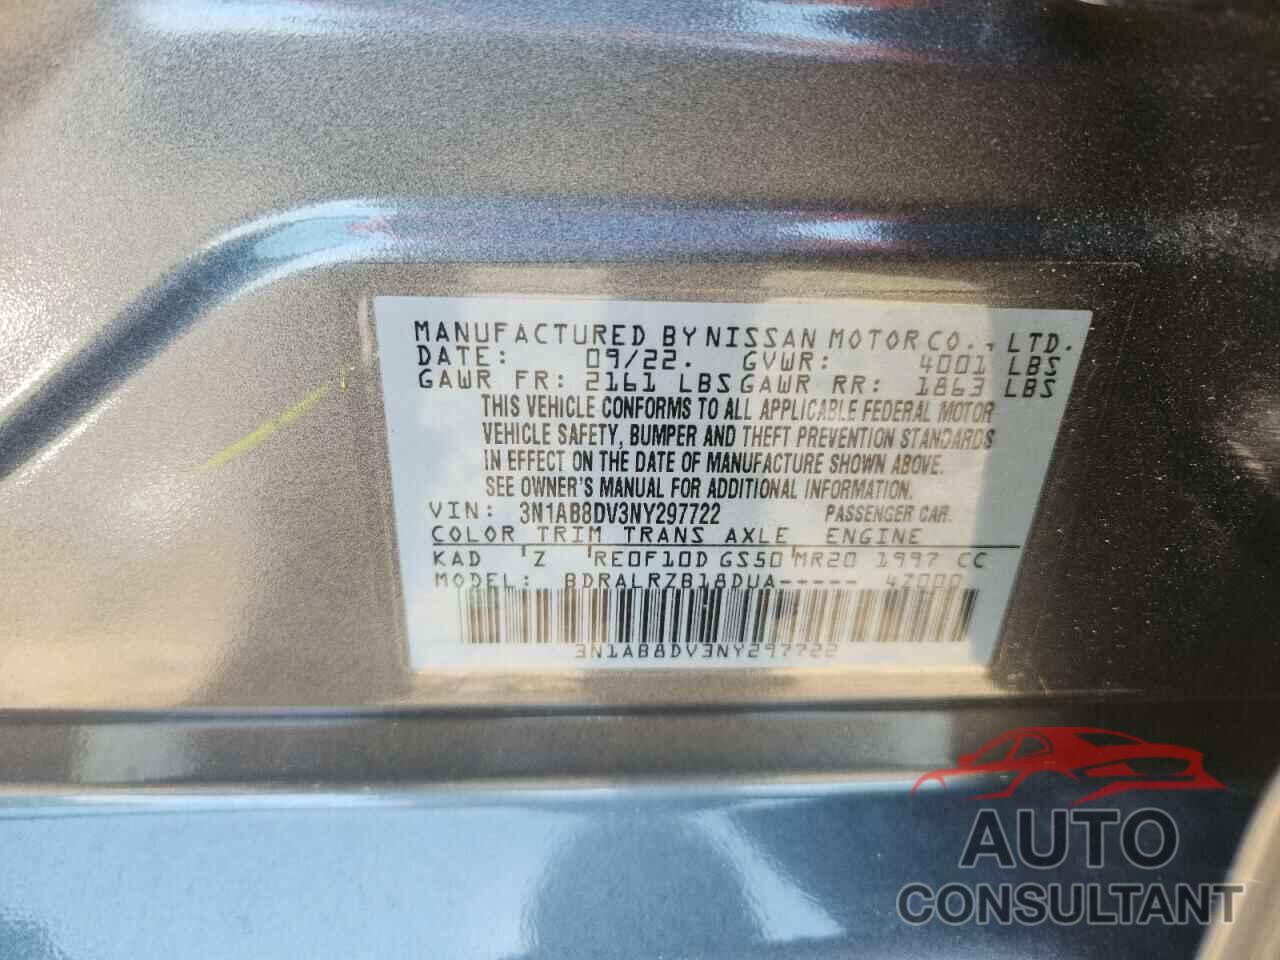 MANUFACTURED BY NISSAN MOTOR CO., LTD.
DATE: 09/22. GVWR: 4001 LBS
GAWR FR: 2161 LBS GAWR RR: 1863 LBS
THIS VEHICLE CONFORMS TO ALL APPLICABLE FEDERAL MOTOR
VEHICLE SAFETY, BUMPER AND THEFT PREVENTION STANDARDS
IN EFFECT ON THE DATE OF MANUFACTURE SHOWN ABOVE.
SEE OWNER'S MANUAL FOR ADDITIONAL INFORMATION.
VIN: 3N1AB8DV3NY297722 PASSENGER CAR.
COLOR TRIM TRANS AXLE ENGINE
KAD Z RE0F10D GS50 MR20 1997 CC
MODEL: BDRALRZB18DUA----- 4Z000
3N1AB8DV3NY297722
AUTO
CONSULTANT